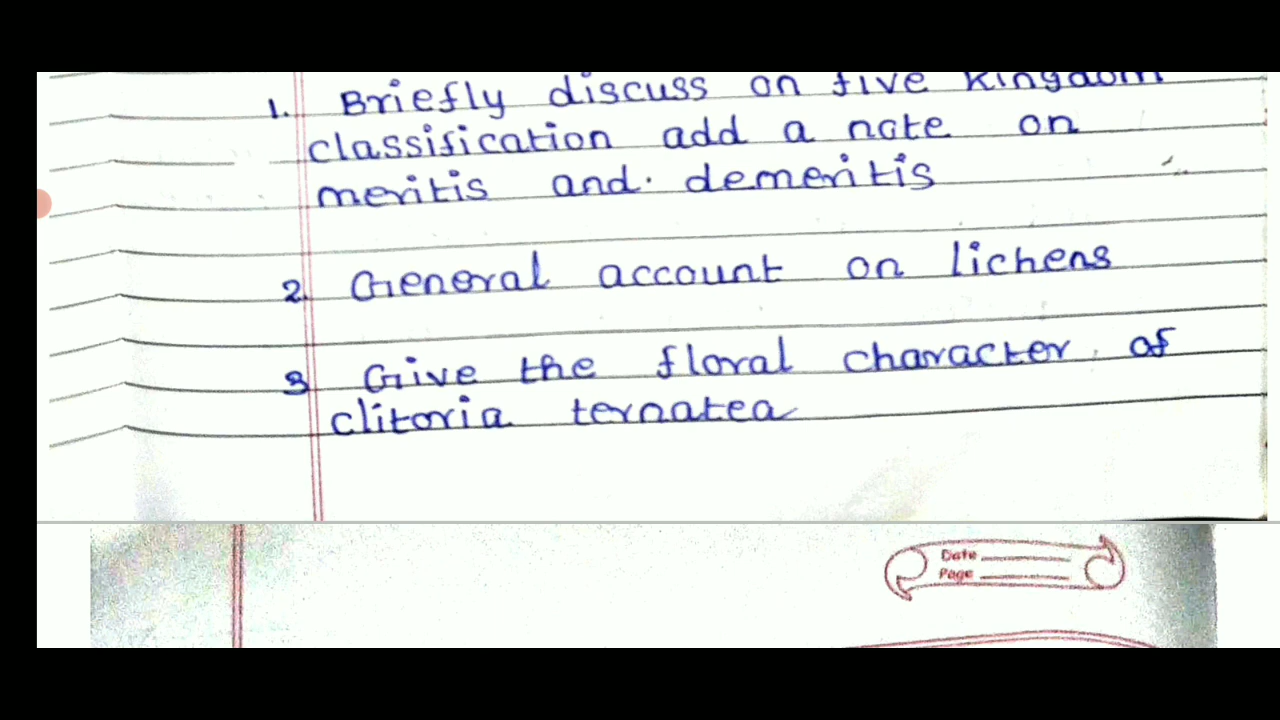 1. Briefly discuss on five kingdom
classification add a note on
meritis and. demeritis
2. General account on lichens
3 Give the floral character of
clitoria ternatea
Date
Page